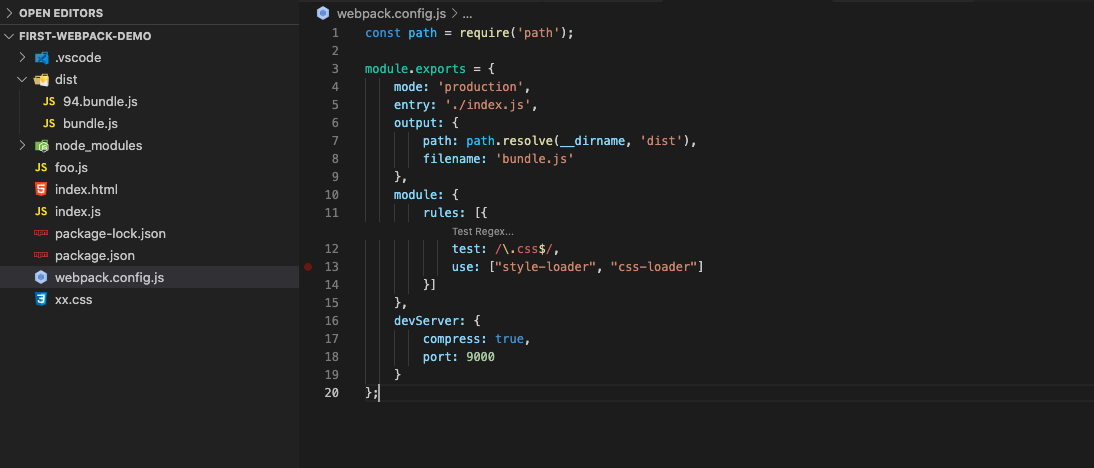 OPEN EDITORS
FIRST-WEBPACK-DEMO
.vscode
dist
JS 94.bundle.js
JS bundle.js
node_modules
JS foo.js
index.html
JS index.js
package-lock.json
package.json
webpack.config.js
xx.css
webpack.config.js > ...
1 const path = require('path');
2
3 module.exports = {
4 mode: 'production',
5 entry: './index.js',
6 output: {
7 path: path.resolve(__dirname, 'dist'),
8 filename: 'bundle.js'
9 },
10 module: {
11 rules: [{
Test Regex...
12 test: /\.css$/,
13 use: ["style-loader", "css-loader"]
14 }]
15 },
16 devServer: {
17 compress: true,
18 port: 9000
19 }
20 };